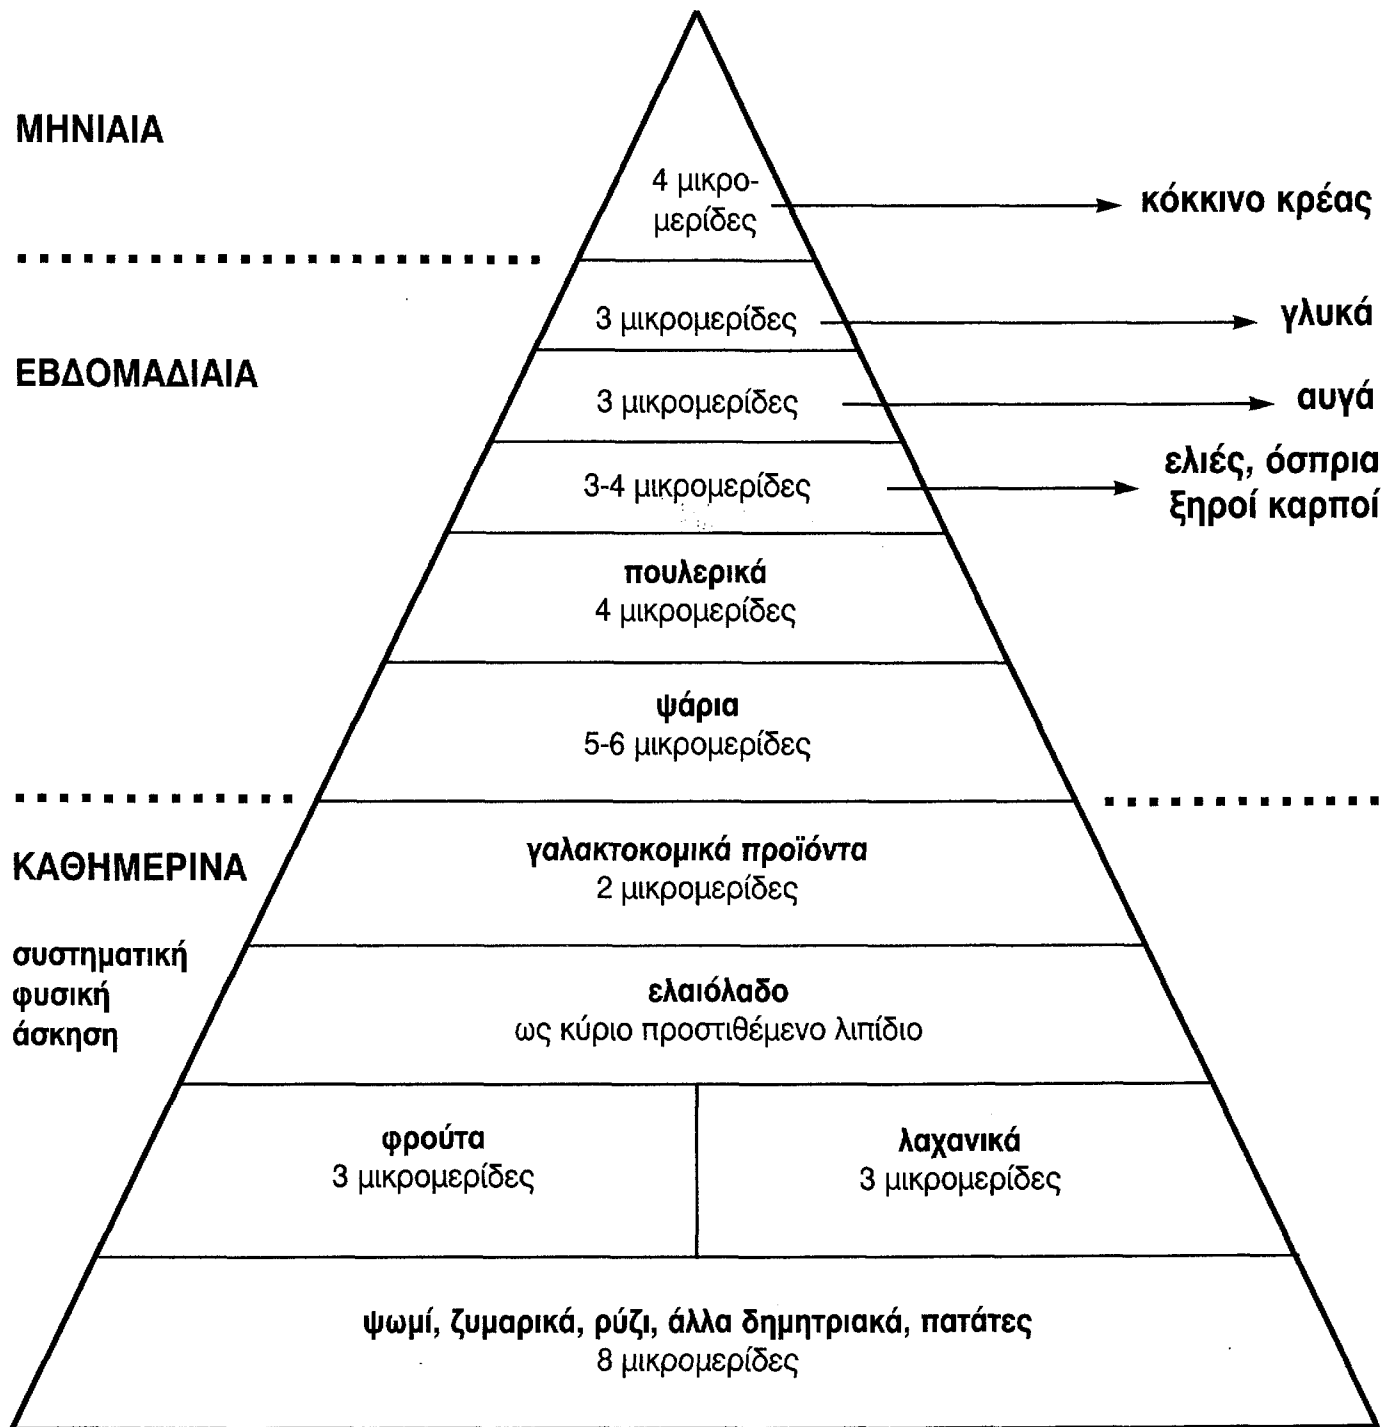 ΜΗΝΙΑΙΑ
4 μικρο-
μερίδες
κόκκινο κρέας
3 μικρομερίδες
γλυκά
ΕΒΔΟΜΑΔΙΑΙΑ
3 μικρομερίδες
αυγά
3-4 μικρομερίδες
ελιές, όσπρια
ξηροί καρποί
πουλερικά
4 μικρομερίδες
ψάρια
5-6 μικρομερίδες
ΚΑΘΗΜΕΡΙΝΑ
γαλακτοκομικά προϊόντα
2 μικρομερίδες
συστηματική
φυσική
άσκηση
ελαιόλαδο
ως κύριο προστιθέμενο λιπίδιο
φρούτα
3 μικρομερίδες
λαχανικά
3 μικρομερίδες
ψωμί, ζυμαρικά, ρύζι, άλλα δημητριακά, πατάτες
8 μικρομερίδες